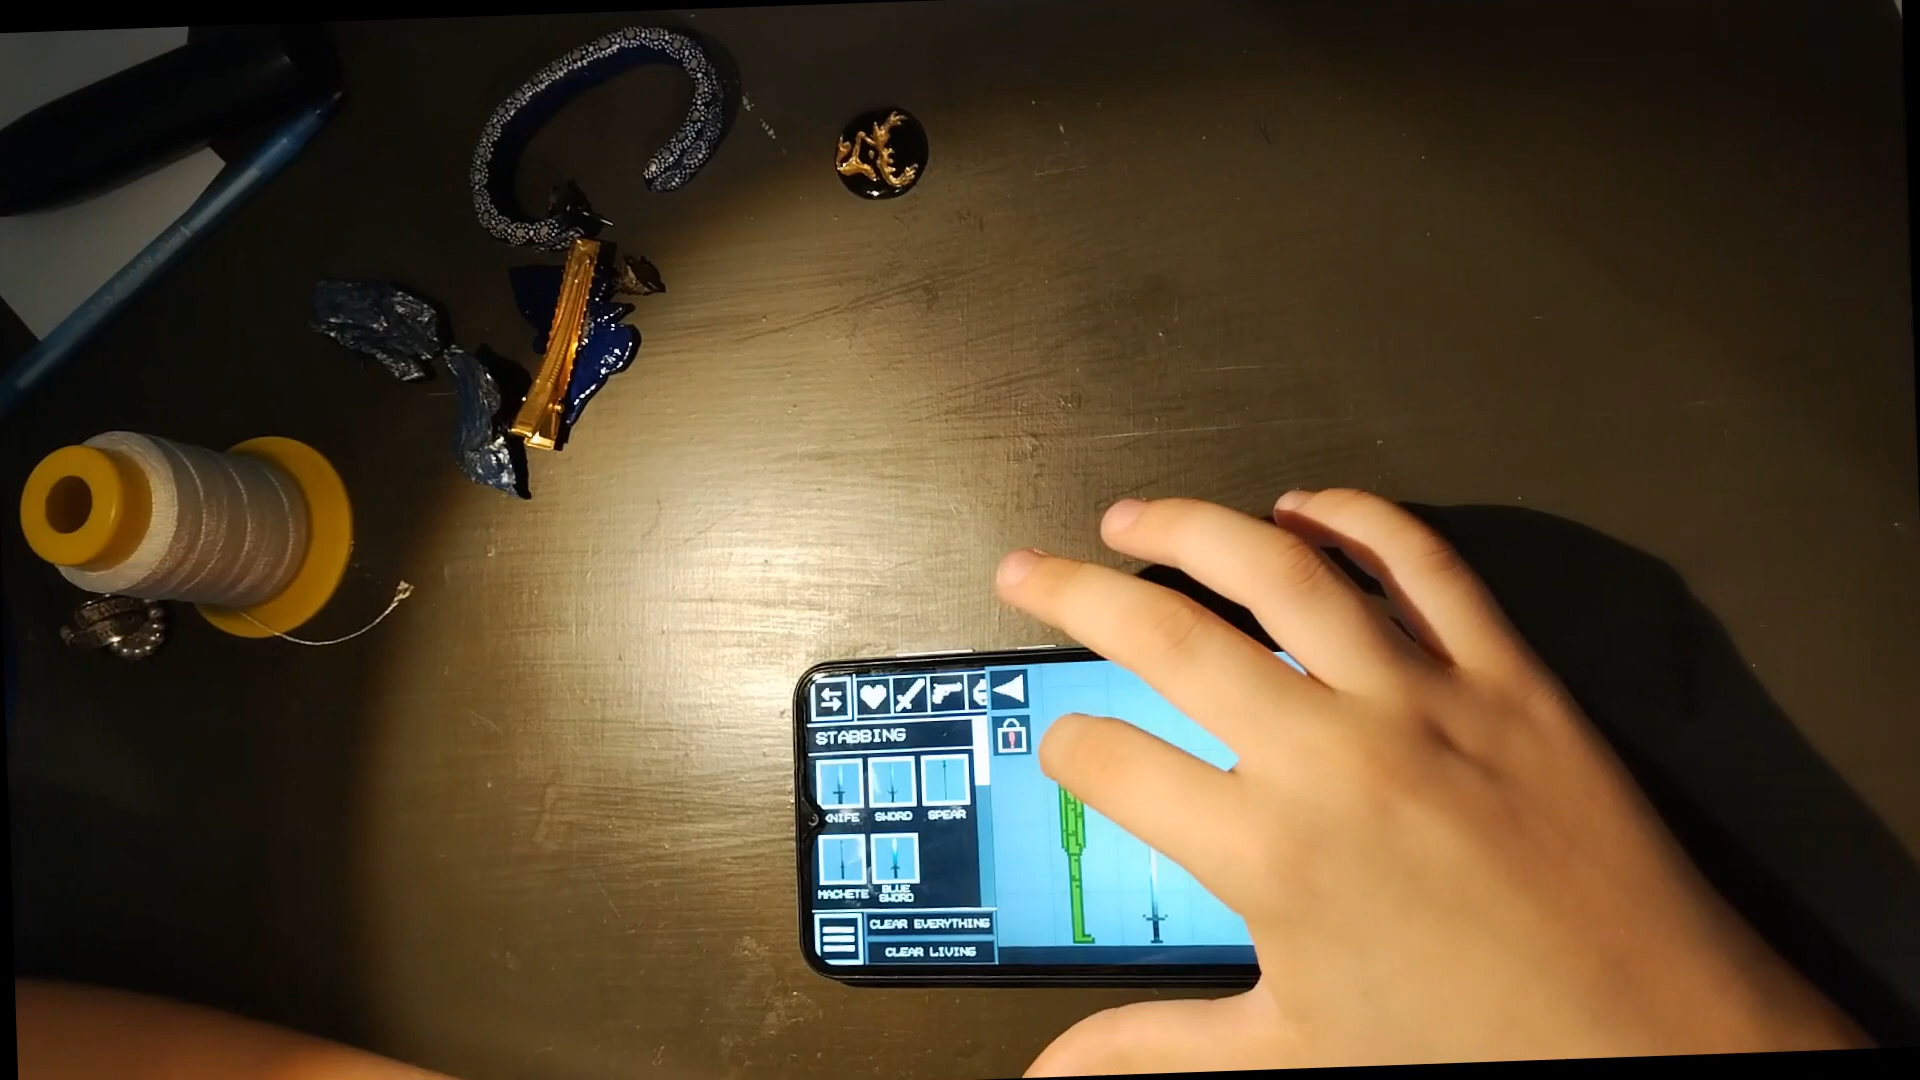 STABBING
KNIFE SWORD SPEAR
MACHETE BLUE SWORD
CLEAR EVERYTHING
CLEAR LIVING